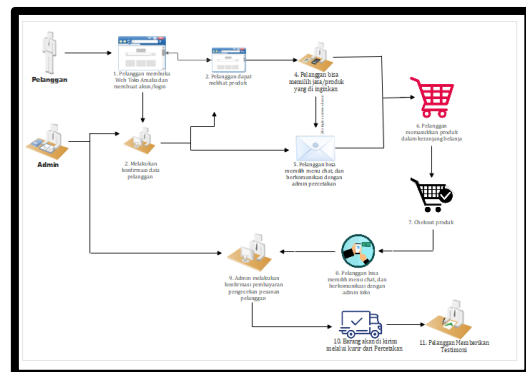 Pelanggan
1. Pelanggan membuka
Web Toko Amalia dan
membuat akun/login
2. Pelanggan dapat
melihat produk
4. Pelanggan bisa
memilih jasa/produk
yang di inginkan
Admin
2. Melakukan
konfirmasi data
pelanggan
5. Pelanggan bisa
memilih menu chat, dan
berkomunikasi dengan
admin percetakan
6. Pelanggan
memasukkan produk
dalam keranjang belanja
7. Chekout produk
8. Pelanggan bisa
memilih menu chat, dan
berkomunikasi dengan
admin toko
9. Admin melakukan
konfirmasi pembayaran
pengecekan pesanan
pelanggan
10. Barang akan di kirim
melalui kurir dari Percetakan
11. Pelanggan Memberikan
Testimoni